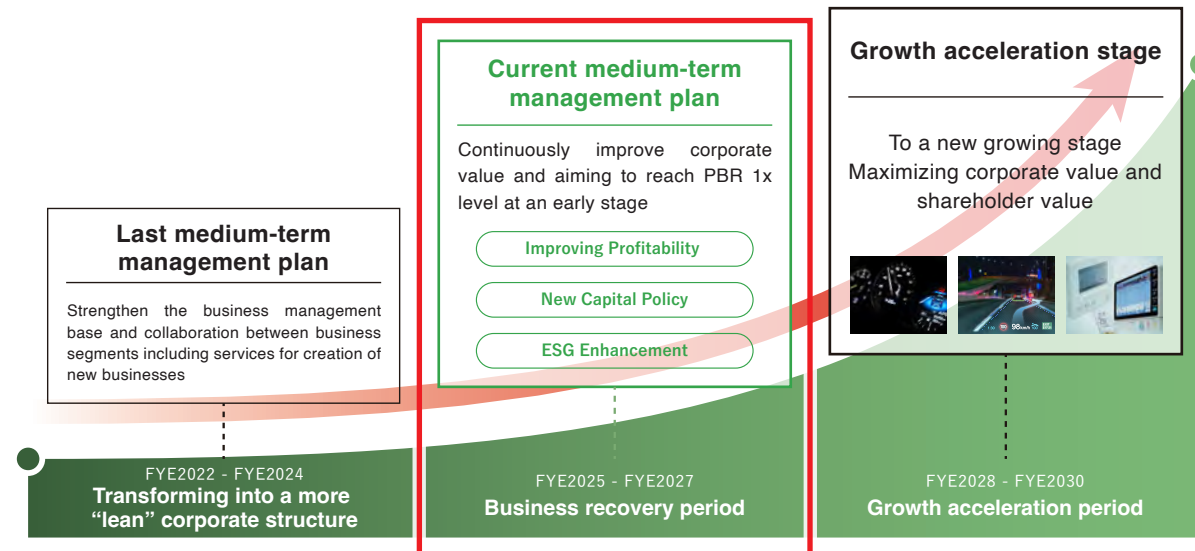 Last medium-term
management plan
Strengthen the business management
base and collaboration between business
segments including services for creation of
new businesses
FYE2022 - FYE2024
Transforming into a more
“lean” corporate structure
Current medium-term
management plan
Continuously improve corporate
value and aiming to reach PBR 1x
level at an early stage
Improving Profitability
New Capital Policy
ESG Enhancement
FYE2025 - FYE2027
Business recovery period
Growth acceleration stage
To a new growing stage
Maximizing corporate value and
shareholder value
98km/h
FYE2028 - FYE2030
Growth acceleration period